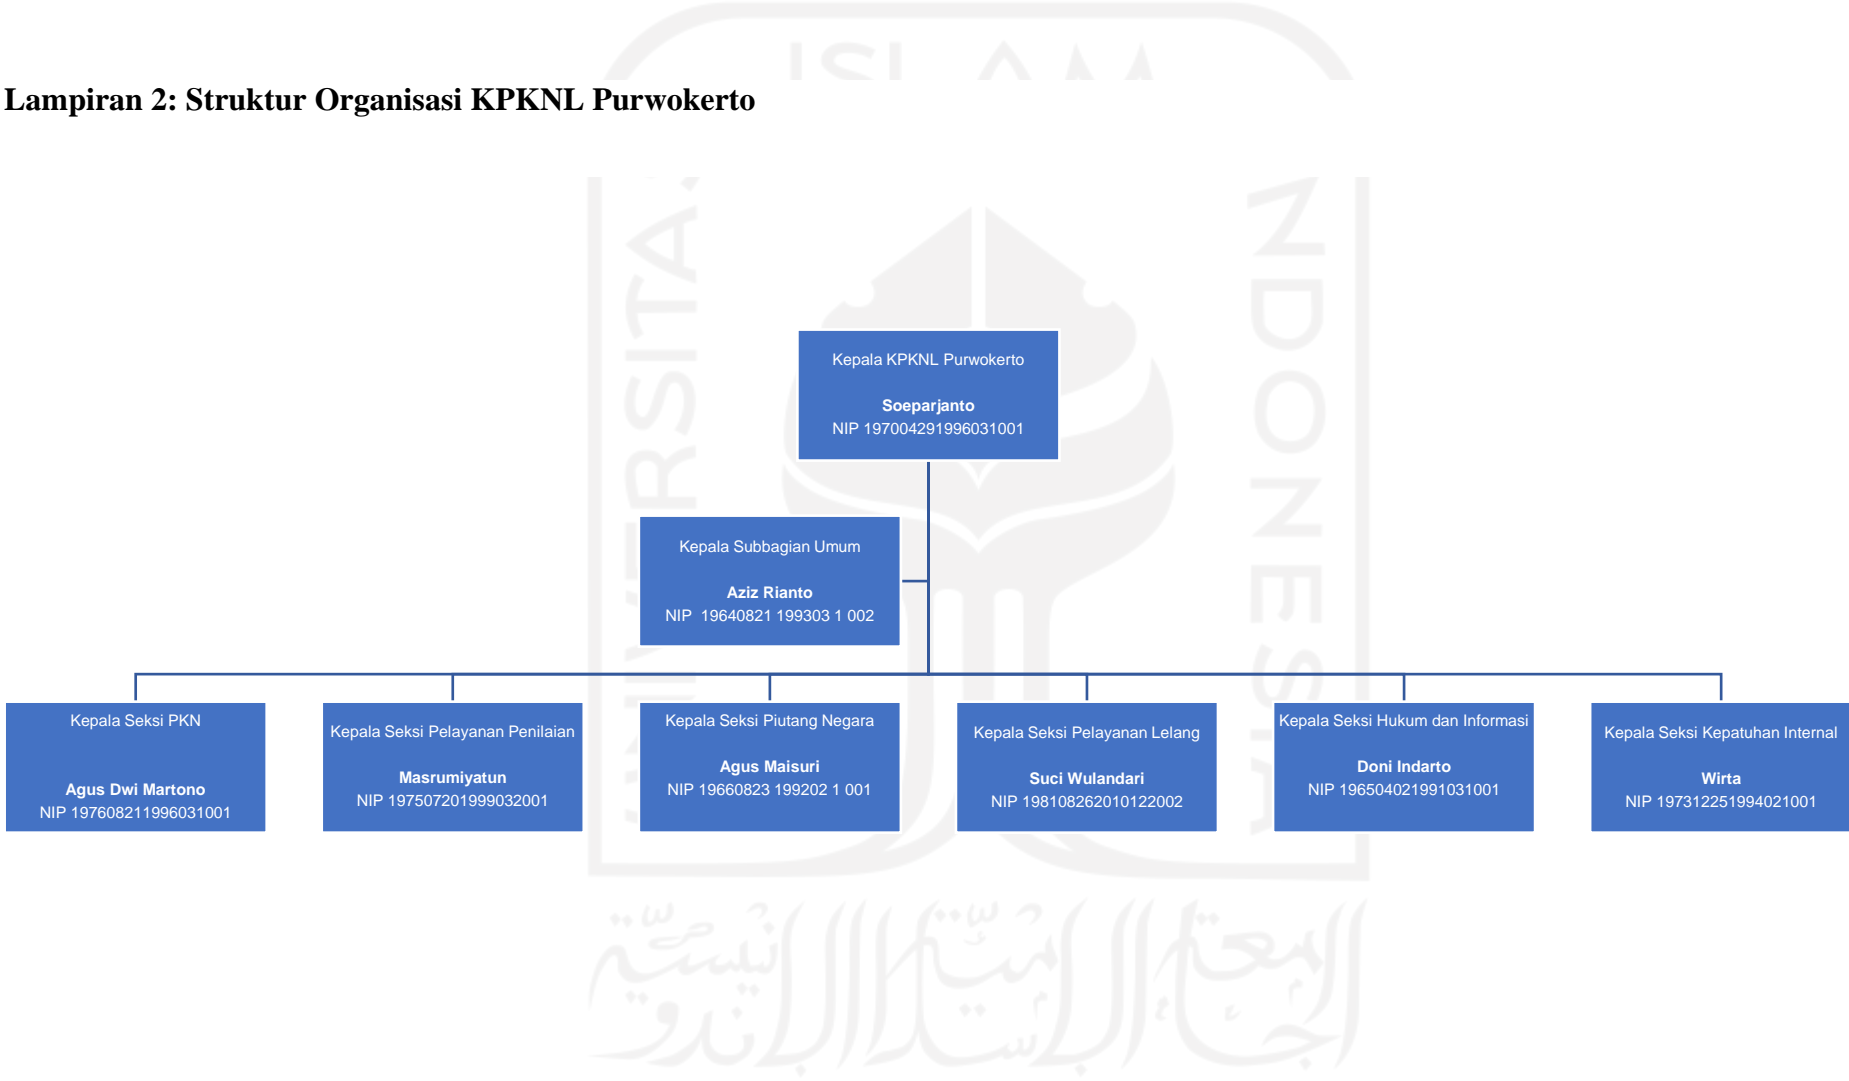 Lampiran 2: Struktur Organisasi KPKNL Purwokerto
Kepala KPKNL Purwokerto
Soeparjanto
NIP 197004291996031001
Kepala Subbagian Umum
Aziz Rianto
NIP 19640821 199303 1 002
Kepala Seksi PKN
Agus Dwi Martono
NIP 197608211996031001
Kepala Seksi Pelayanan Penilaian
Masrumiyatun
NIP 197507201999032001
Kepala Seksi Piutang Negara
Agus Maisuri
NIP 19660823 199202 1 001
Kepala Seksi Pelayanan Lelang
Suci Wulandari
NIP 198108262010122002
Kepala Seksi Hukum dan Informasi
Doni Indarto
NIP 196504021991031001
Kepala Seksi Kepatuhan Internal
Wirta
NIP 197312251994021001
ISLAM